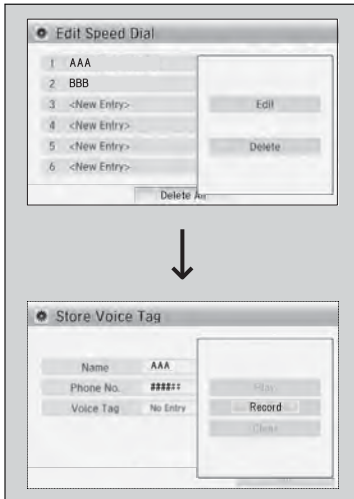 Edit Speed Dial
1 AAA
2 BBB
3 <New Entry>
4 <New Entry>
5 <New Entry>
6 <New Entry>
Edit
Delete
Delete All
Store Voice Tag
Name AAA
Phone No. ######
Voice Tag No Entry
Play
Record
Clear